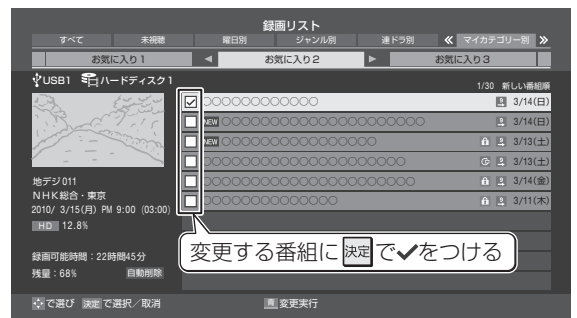 録画リスト
すべて 未視聴 曜日別 ジャンル別 連ドラ別 マイカテゴリー別
お気に入り1 お気に入り2 お気に入り3
USB1 ハードディスク1
1/30 新しい番組順
○○○○○○○○○○○○ 3/14(日)
NEW ○○○○○○○○○○○○○○○○○○○○○ 3/14(日)
NEW ○○○○○○○○○○○○○○○○ 3/13(土)
○○○○○○○○○○○○○○○○○○○○○ 3/13(土)
○○○○○○○○○○○○○○○○○○○○○○ 3/14(金)
○○○○○○○○○○○○○○ 3/11(木)
地デジ011
NHK総合・東京
2010/ 3/15(月) PM 9:00 (03:00)
HD 12.8%
変更する番組に 決定 で✔をつける
録画可能時間:22時間45分
残量:68% 自動削除
で選び 決定 で選択/取消 青 変更実行